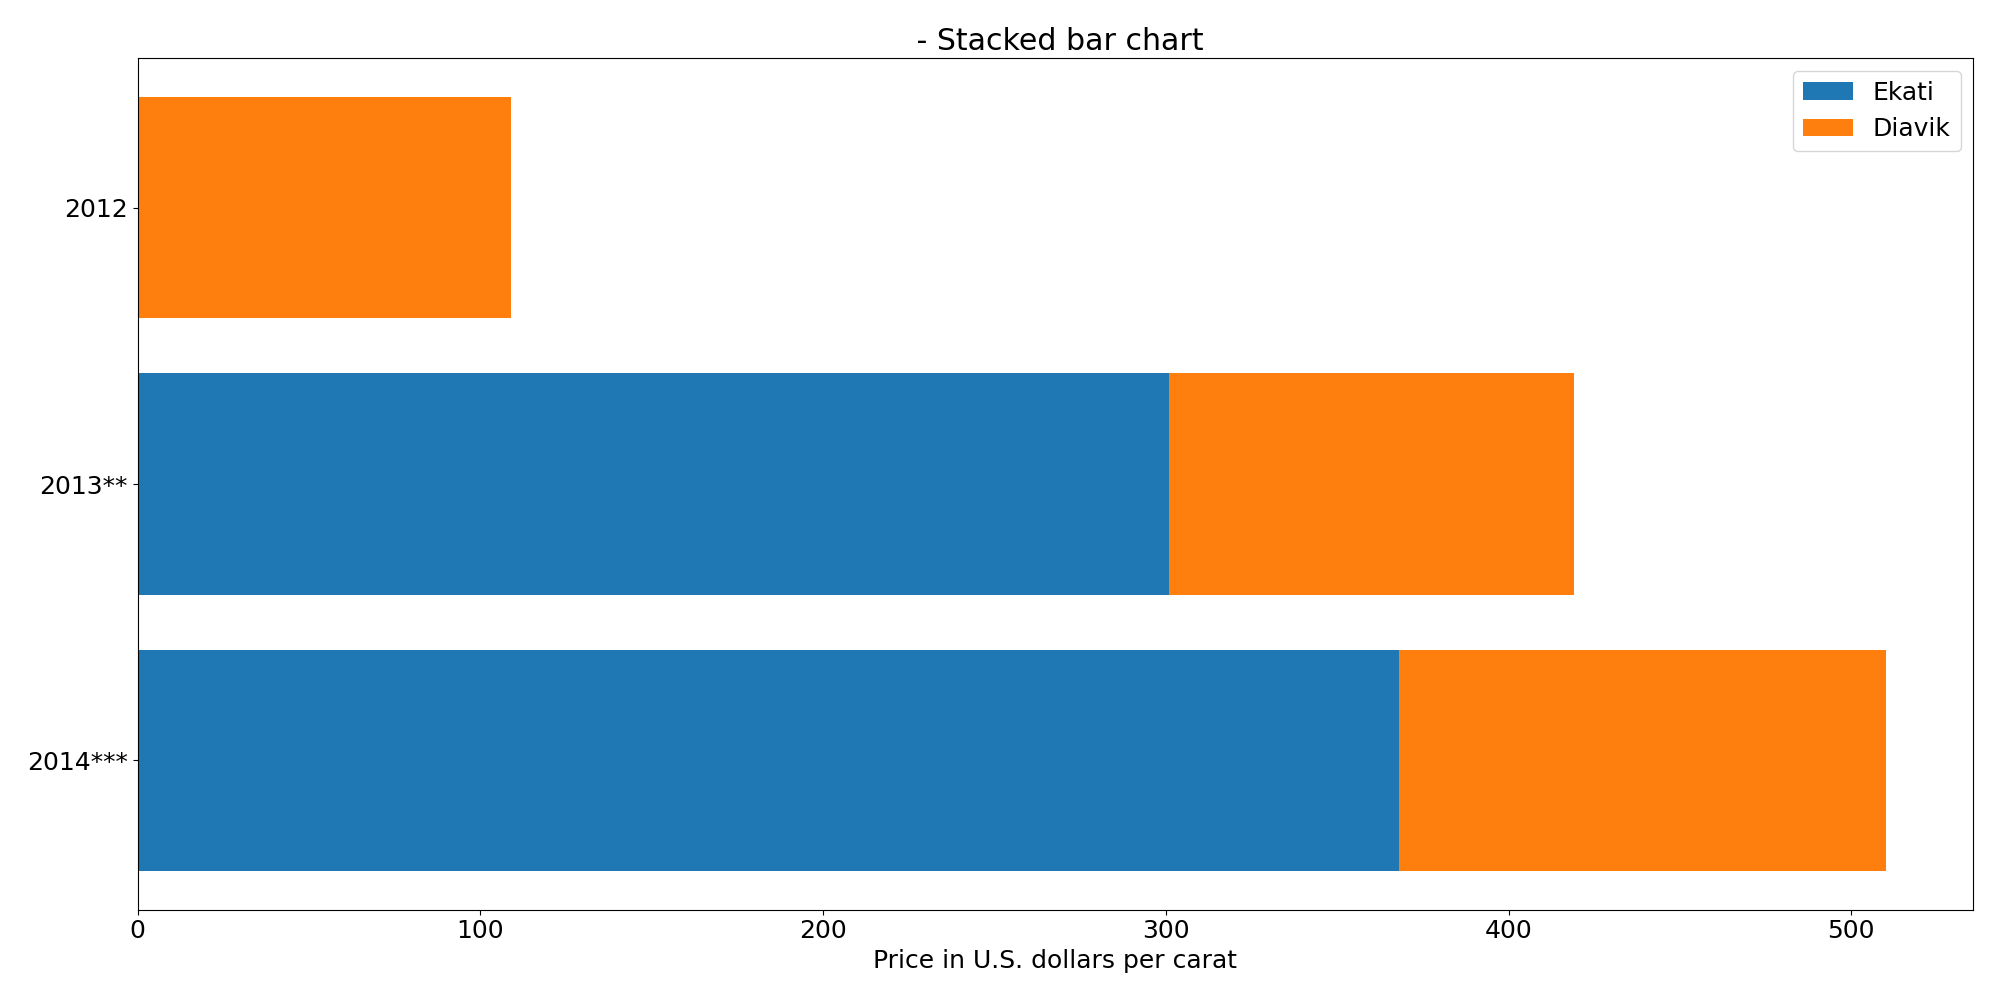 - Stacked bar chart
Ekati
Diavik
2012
2013**
2014***
0 100 200 300 400 500
Price in U.S. dollars per carat